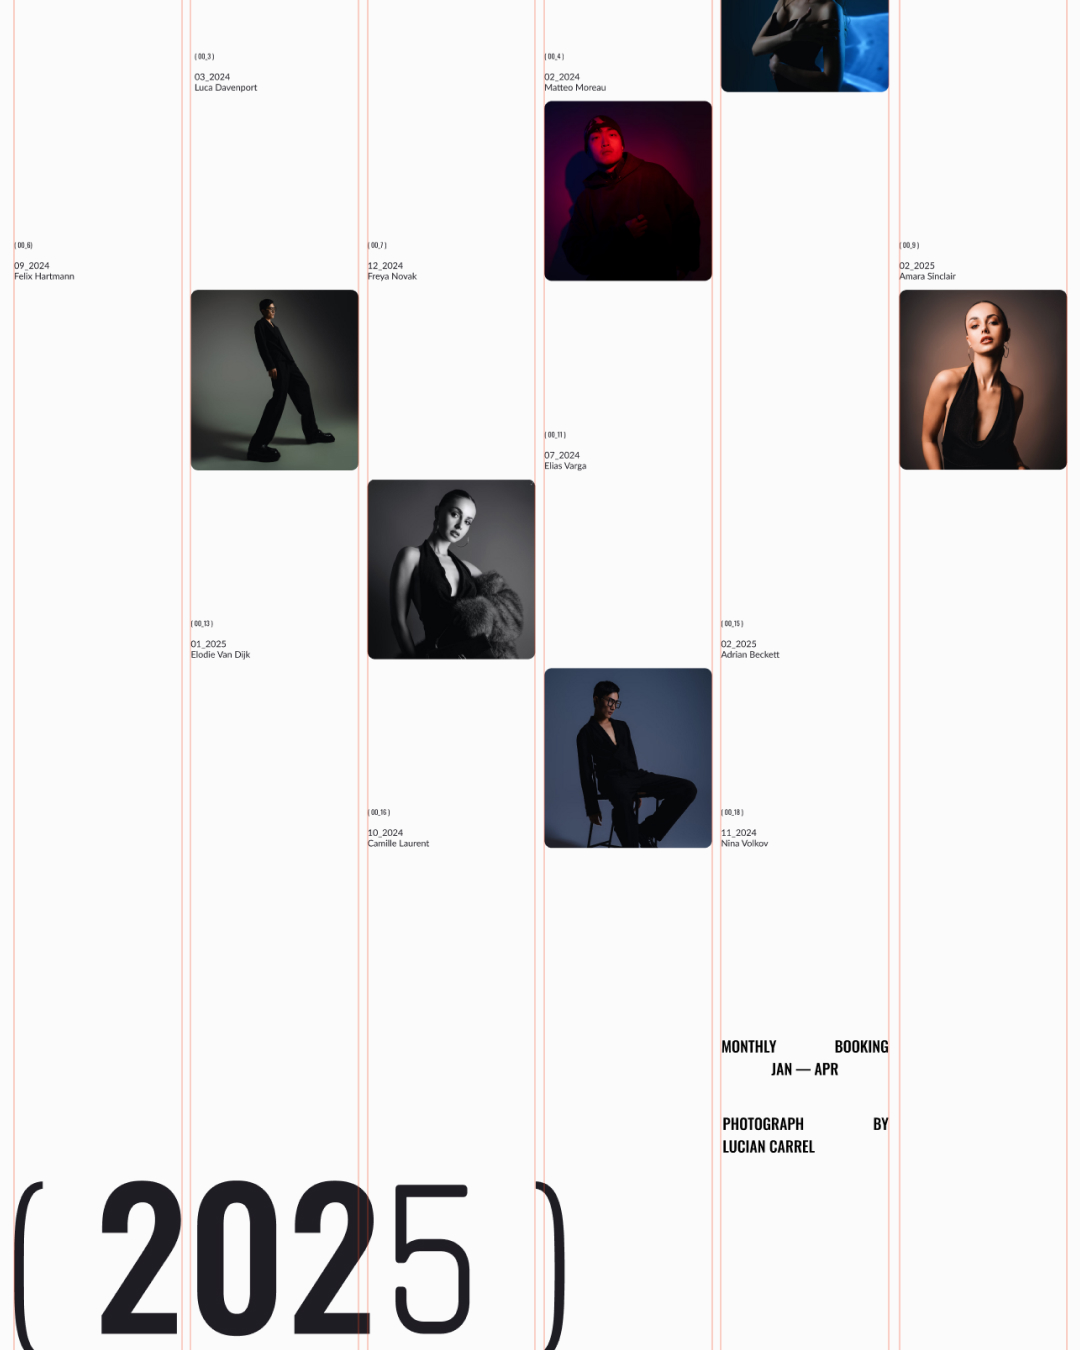 ( 00_3 )
03_2024
Luca Davenport
( 00_4 )
02_2024
Matteo Moreau
( 00_6)
09_2024
Felix Hartmann
( 00_7 )
12_2024
Freya Novak
( 00_9 )
02_2025
Amara Sinclair
( 00_11 )
07_2024
Elias Varga
( 00_13 )
01_2025
Elodie Van Dijk
( 00_15 )
02_2025
Adrian Beckett
( 00_16 )
10_2024
Camille Laurent
( 00_18 )
11_2024
Nina Volkov
MONTHLY BOOKING
JAN — APR
PHOTOGRAPH BY
LUCIAN CARREL
( 2025 )